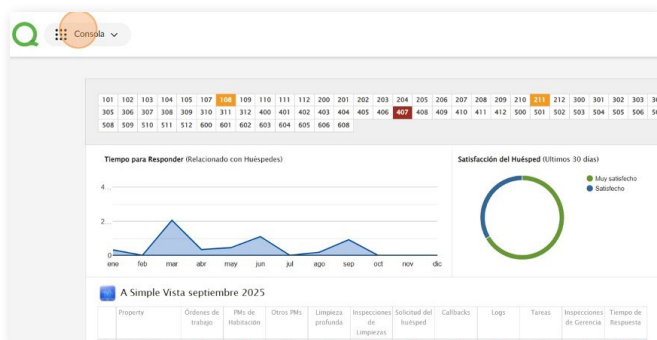 Consola
101 102 103 104 105 107 108 109 110 111 112 200 201 202 203 204 205 206 207 208 209 210 211 212 300 301 302 303
305 306 307 308 309 310 311 312 400 401 402 403 404 405 406 407 408 409 410 411 412 500 501 502 503 504 505 506
508 509 510 511 512 600 601 602 603 604 605 606 608
Tiempo para Responder (Relacionado con Huéspedes)
Satisfacción del Huésped (Ultimos 30 días)
Muy satisfecho
Satisfecho
4 ...
2 ...
0
ene feb mar abr may jun jul ago sep oct nov dic
A Simple Vista septiembre 2025
Property Órdenes de PMs de Otros PMs Limpieza Inspecciones Solicitud del Callbacks Logs Tareas Inspecciones Tiempo de
trabajo Habitación profunda de huésped de Gerencia Respuesta
Limpiezas